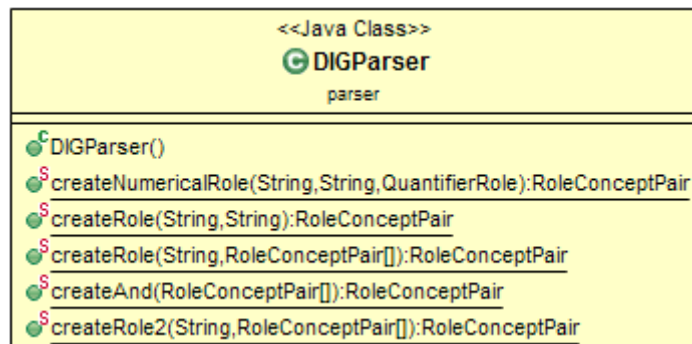 <<Java Class>>
C DIGParser
parser
C DIGParser()
S createNumericalRole(String,String,QuantifierRole):RoleConceptPair
S createRole(String,String):RoleConceptPair
S createRole(String,RoleConceptPair[]):RoleConceptPair
S createAnd(RoleConceptPair[]):RoleConceptPair
S createRole2(String,RoleConceptPair[]):RoleConceptPair